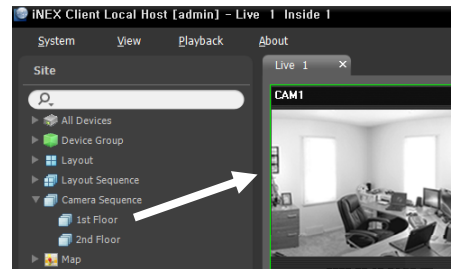 iNEX Client Local Host [admin] - Live 1 Inside 1
System View Playback About
Site
Live 1 ×
CAM1
All Devices
Device Group
Layout
Layout Sequence
Camera Sequence
1st Floor
2nd Floor
Map